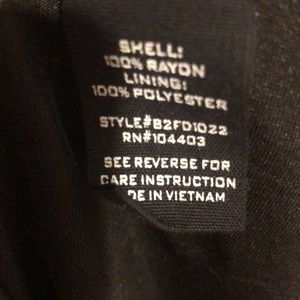 SHELL:
100% RAYON
LINING:
100% POLYESTER
STYLE#B2FD1022
RN#104403
SEE REVERSE FOR
CARE INSTRUCTION
DE IN VIETNAM